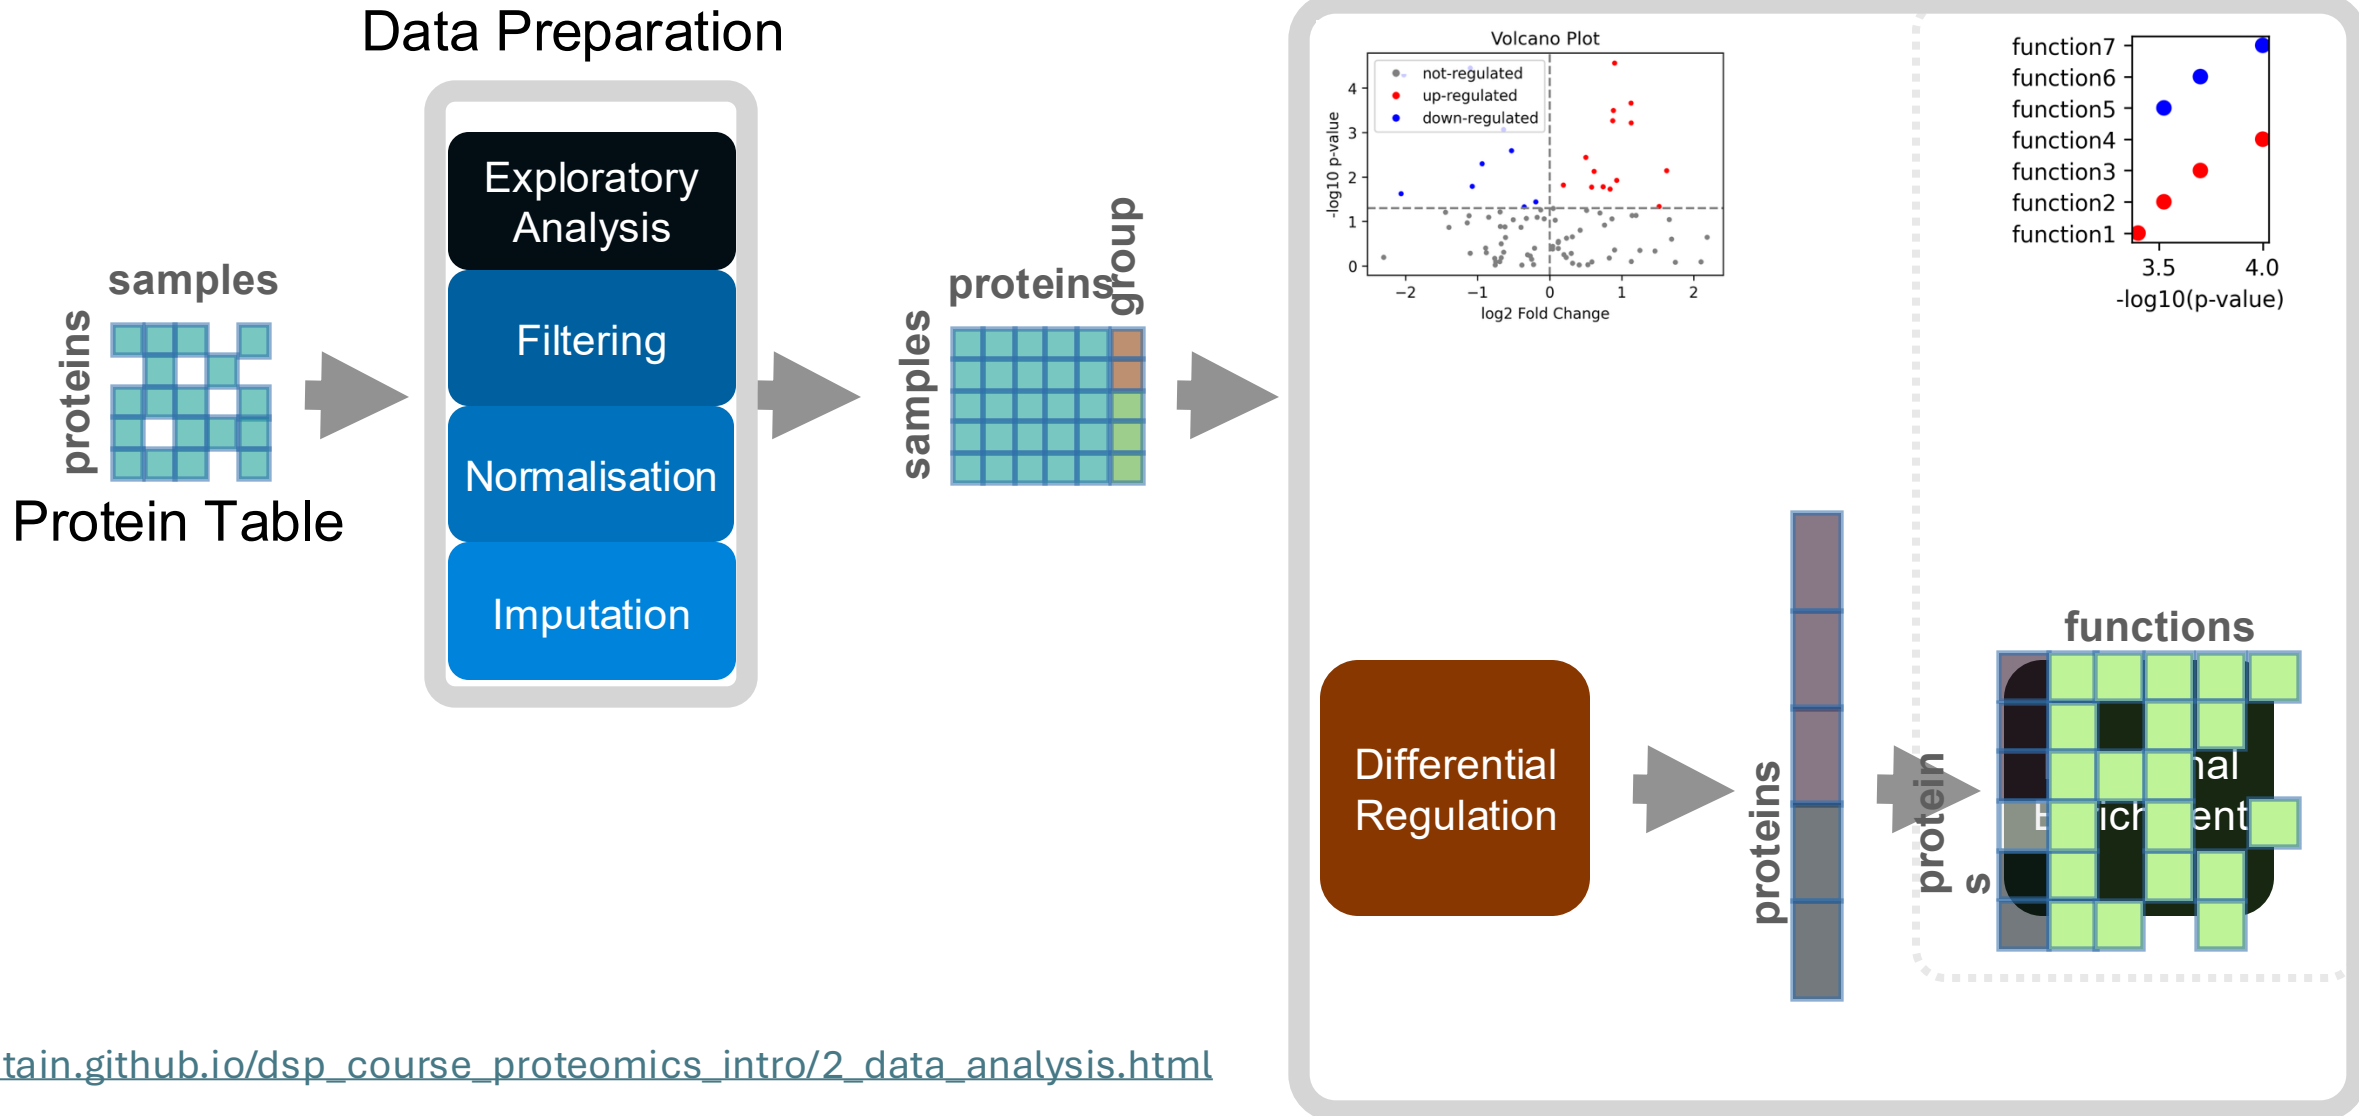 Data Preparation
Exploratory
Analysis
Filtering
Normalisation
Imputation
samples
proteins
Protein Table
proteins
group
samples
Volcano Plot
not-regulated
up-regulated
down-regulated
-log10 p-value
4
3
2
1
0
−2
−1
0
1
2
log2 Fold Change
function7
function6
function5
function4
function3
function2
function1
3.5
4.0
-log10(p-value)
Differential
Regulation
proteins
functions
protein
s
tain.github.io/dsp_course_proteomics_intro/2_data_analysis.html